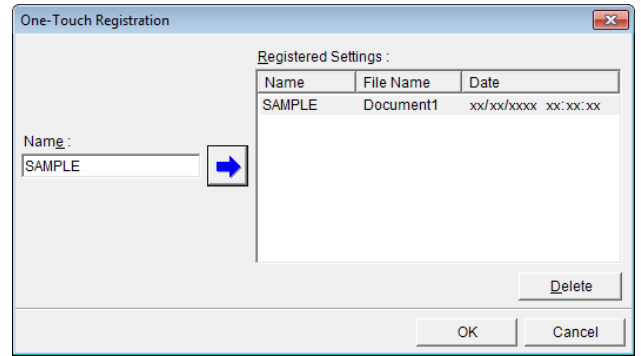 One-Touch Registration
Registered Settings :
Name File Name Date
SAMPLE Document1 xx/xx/xxxx xx:xx:xx
Name :
SAMPLE
Delete
OK Cancel